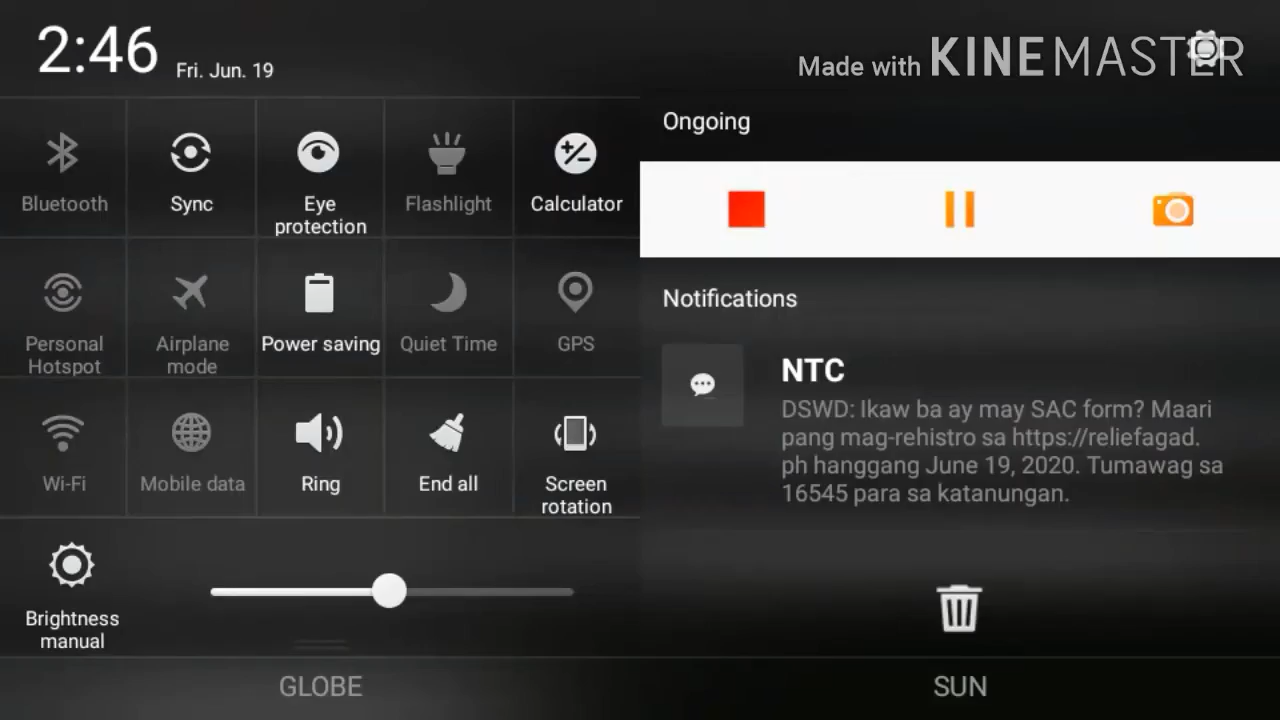 2:46
Fri. Jun. 19
Made with KINEMASTER
Bluetooth
Sync
Eye
protection
Flashlight
Calculator
Personal
Hotspot
Airplane
mode
Power saving
Quiet Time
GPS
Wi-Fi
Mobile data
Ring
End all
Screen
rotation
Brightness
manual
GLOBE
Ongoing
Notifications
NTC
DSWD: Ikaw ba ay may SAC form? Maari
pang mag-rehistro sa https://reliefagad.
ph hanggang June 19, 2020. Tumawag sa
16545 para sa katanungan.
SUN